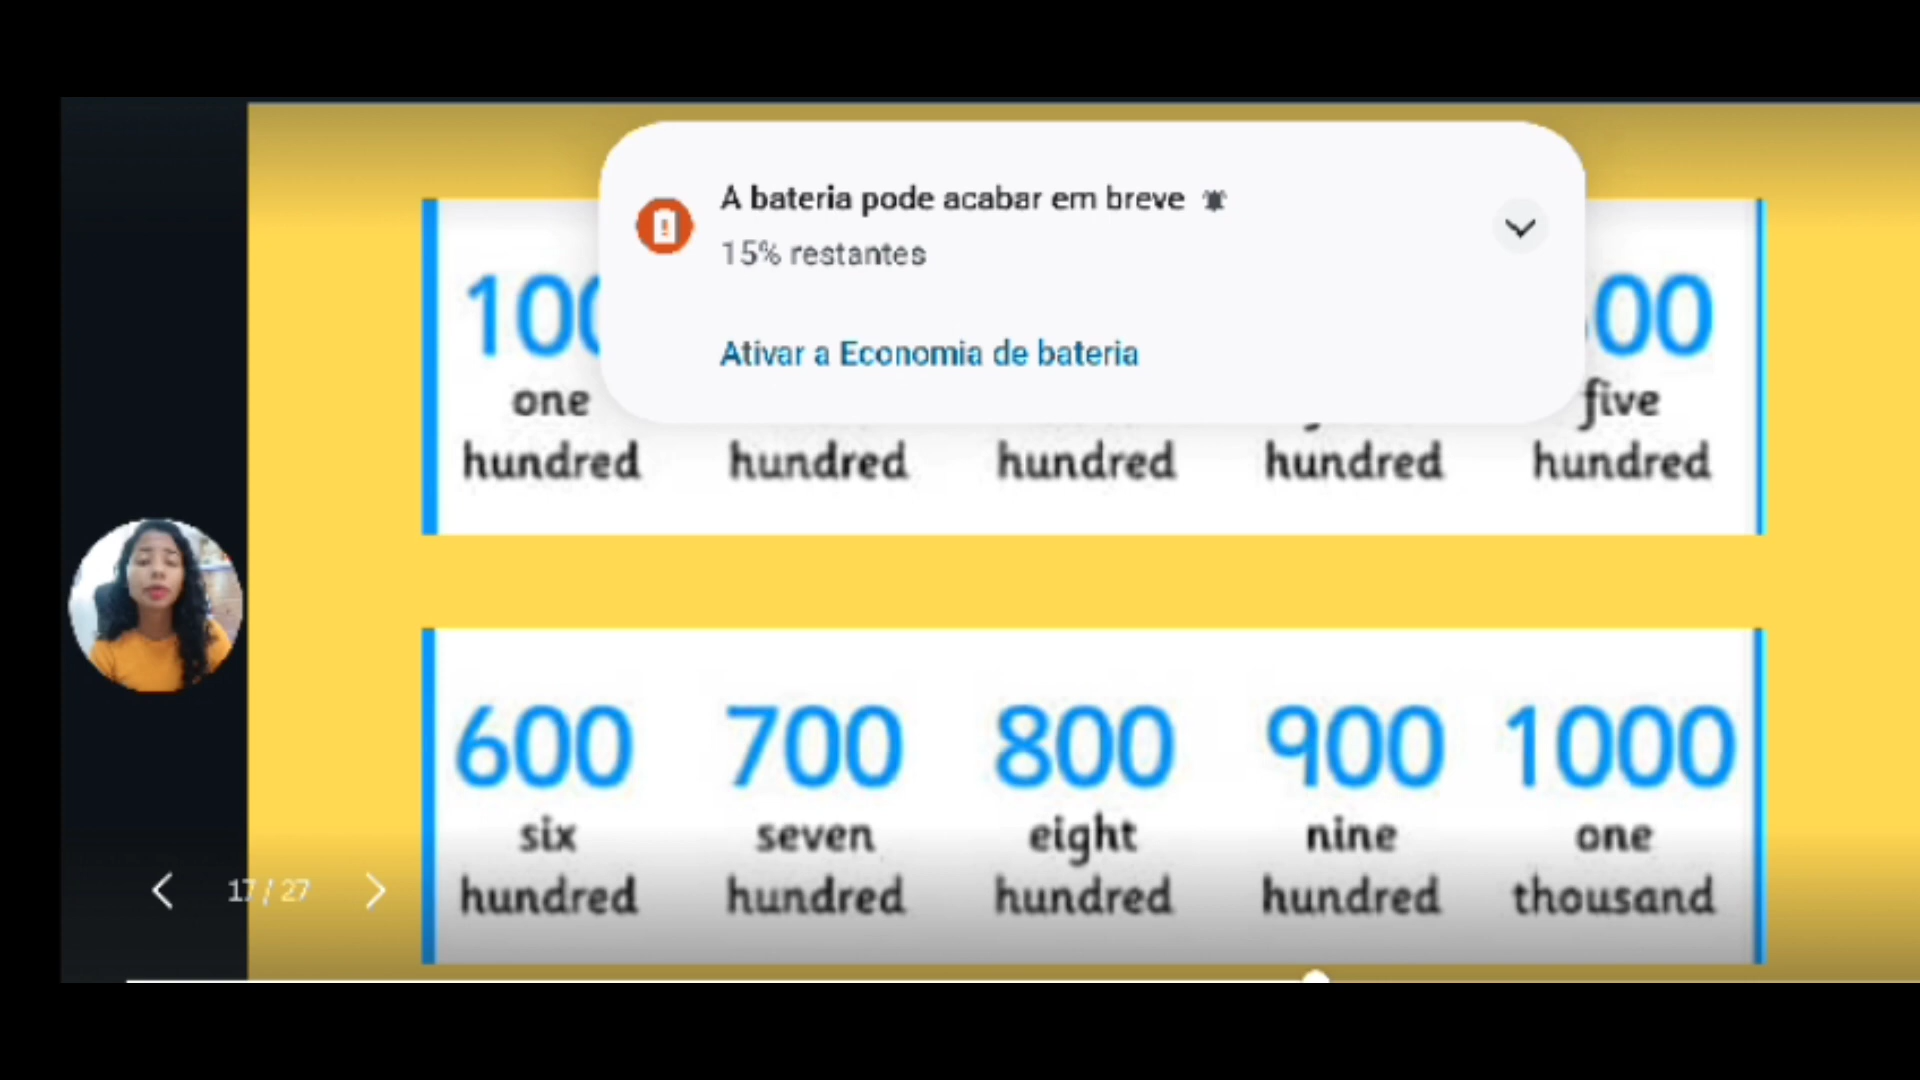 A bateria pode acabar em breve
15% restantes
Ativar a Economia de bateria
100 00
one five
hundred hundred hundred hundred hundred
600 700 800 900 1000
six seven eight nine one
hundred hundred hundred hundred thousand
17 / 27